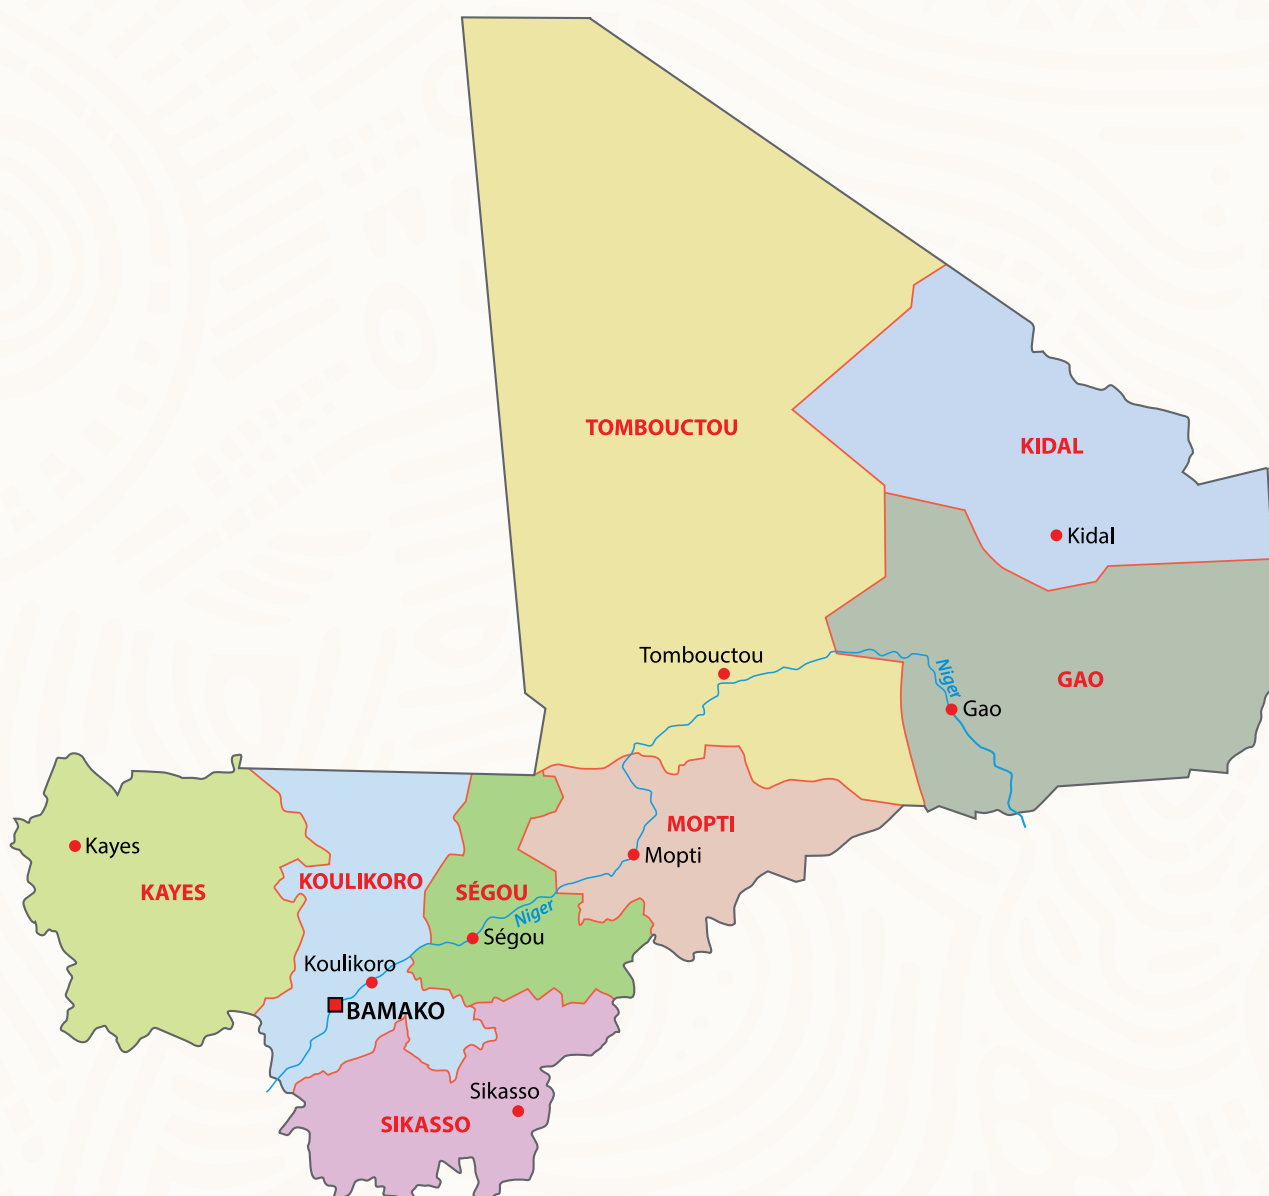 TOMBOUCTOU
KIDAL
Kidal
Tombouctou
Niger
GAO
Gao
MOPTI
Mopti
Kayes
KAYES
KOULIKORO
SÉGOU
Niger
Ségou
Koulikoro
BAMAKO
Sikasso
SIKASSO